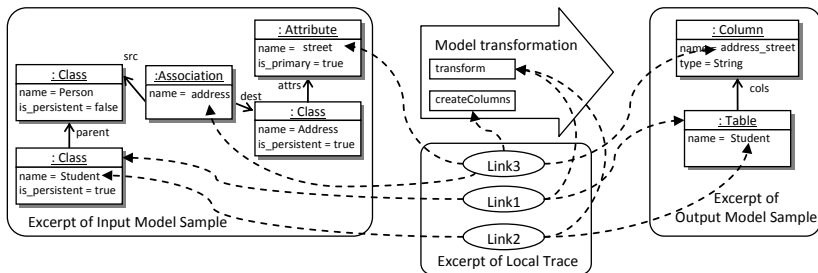 : Attribute
name = street
is_primary = true
src
attrs
: Class
name = Person
is_persistent = false
:Association
name = address
dest
: Class
name = Address
is_persistent = true
parent
: Class
name = Student
is_persistent = true
Excerpt of Input Model Sample
Model transformation
transform
createColumns
Link3
Link1
Link2
Excerpt of Local Trace
: Column
name = address_street
type = String
cols
: Table
name = Student
Excerpt of
Output Model Sample